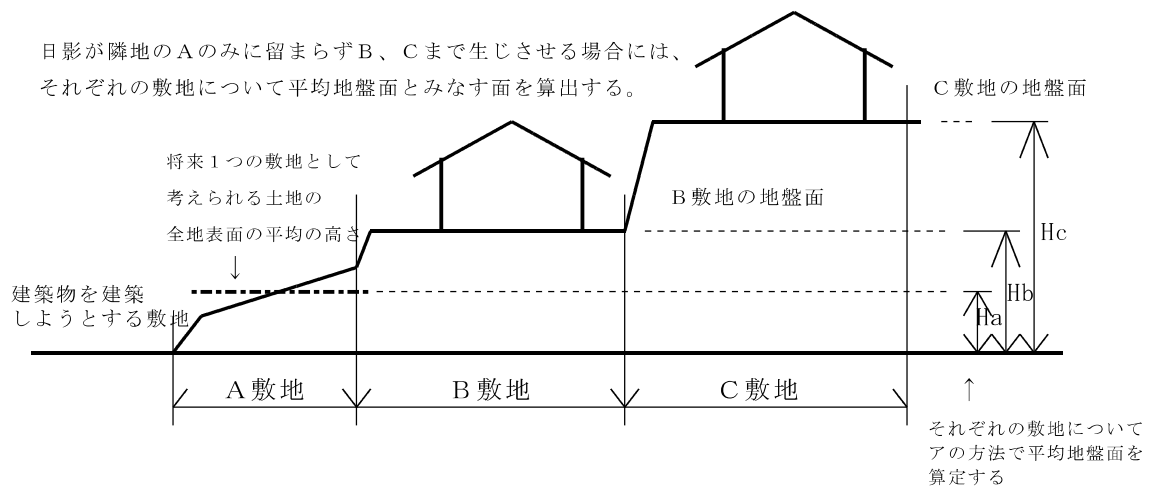 日影が隣地のＡのみに留まらずＢ、Ｃまで生じさせる場合には、
それぞれの敷地について平均地盤面とみなす面を算出する。
Ｃ敷地の地盤面
将来１つの敷地として
考えられる土地の
全地表面の平均の高さ
↓
Ｂ敷地の地盤面
Hc
建築物を建築
しようとする敷地
Hb
Ha
Ａ敷地
Ｂ敷地
Ｃ敷地
↑
それぞれの敷地について
アの方法で平均地盤面を
算定する